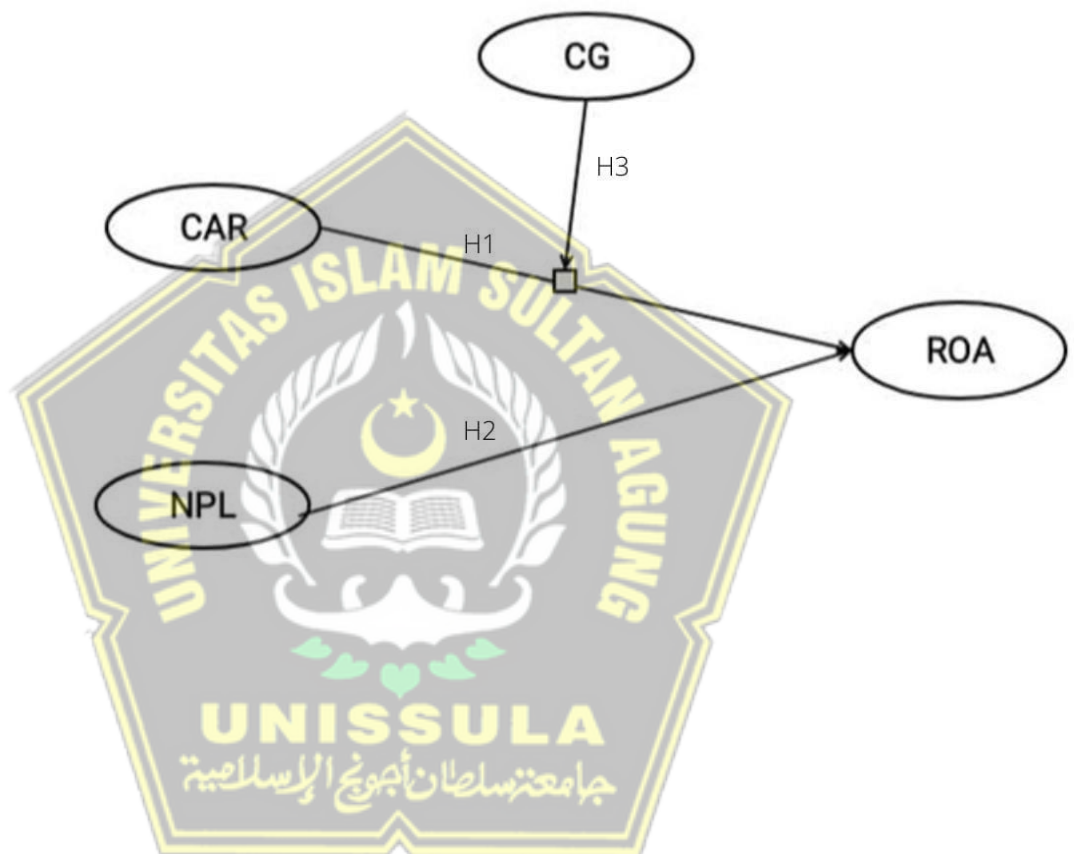 CG
H3
CAR
H1
ROA
H2
NPL
UNIVERSITAS ISLAM SULTAN AGUNG
UNISSULA
جامعة سلطان أجونج الإسلامية